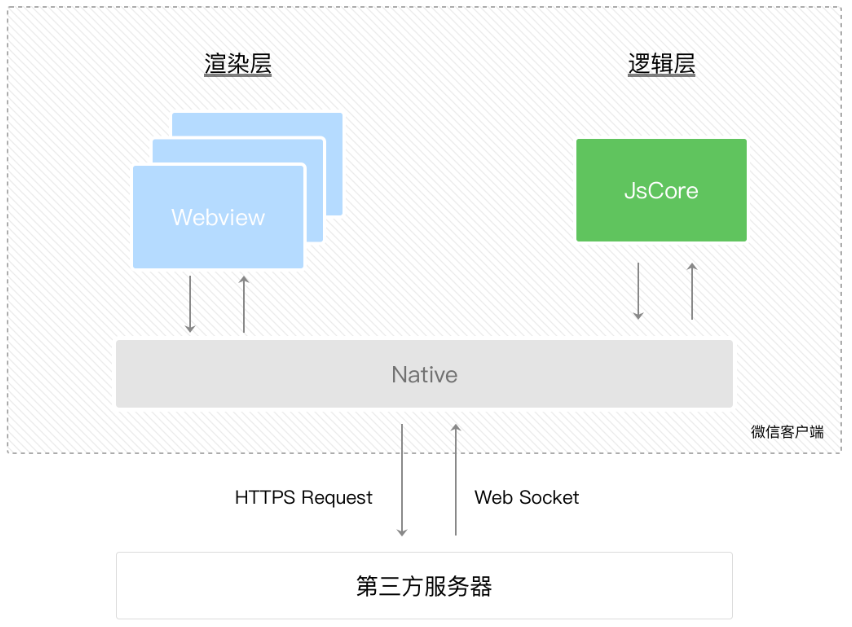 渲染层
逻辑层
Webview
JsCore
Native
微信客户端
HTTPS Request
Web Socket
第三方服务器